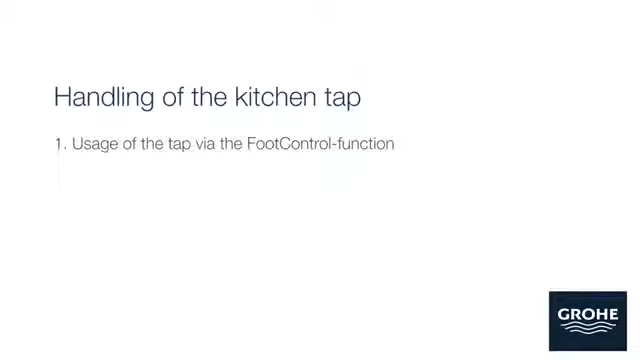 Handling of the kitchen tap
1. Usage of the tap via the FootControl-function
GROHE